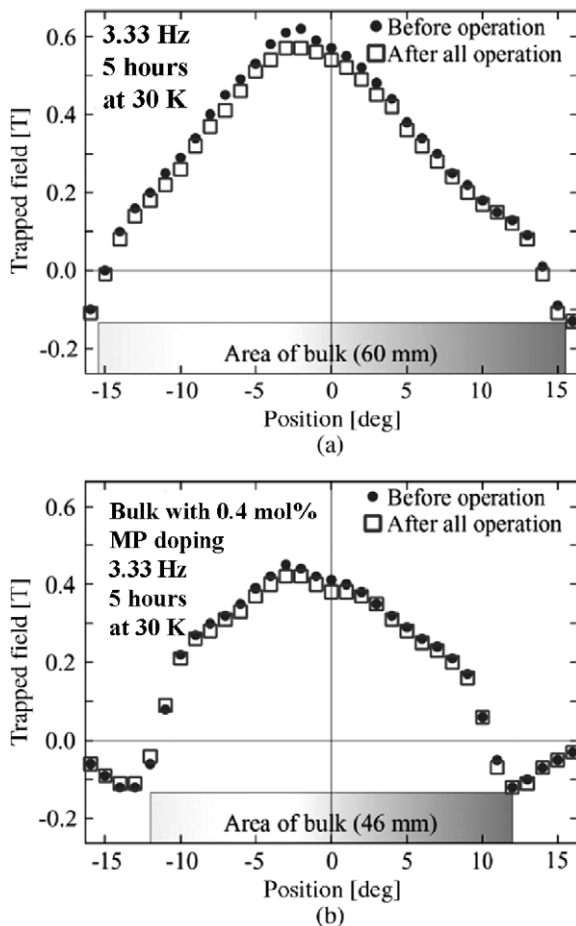 3.33 Hz
5 hours
at 30 K
Before operation
After all operation
Trapped field [T]
0.6
0.4
0.2
0.0
-0.2
Area of bulk (60 mm)
-15 -10 -5 0 5 10 15
Position [deg]
(a)
Bulk with 0.4 mol%
MP doping
3.33 Hz
5 hours
at 30 K
Before operation
After all operation
Trapped field [T]
0.6
0.4
0.2
0.0
-0.2
Area of bulk (46 mm)
-15 -10 -5 0 5 10 15
Position [deg]
(b)